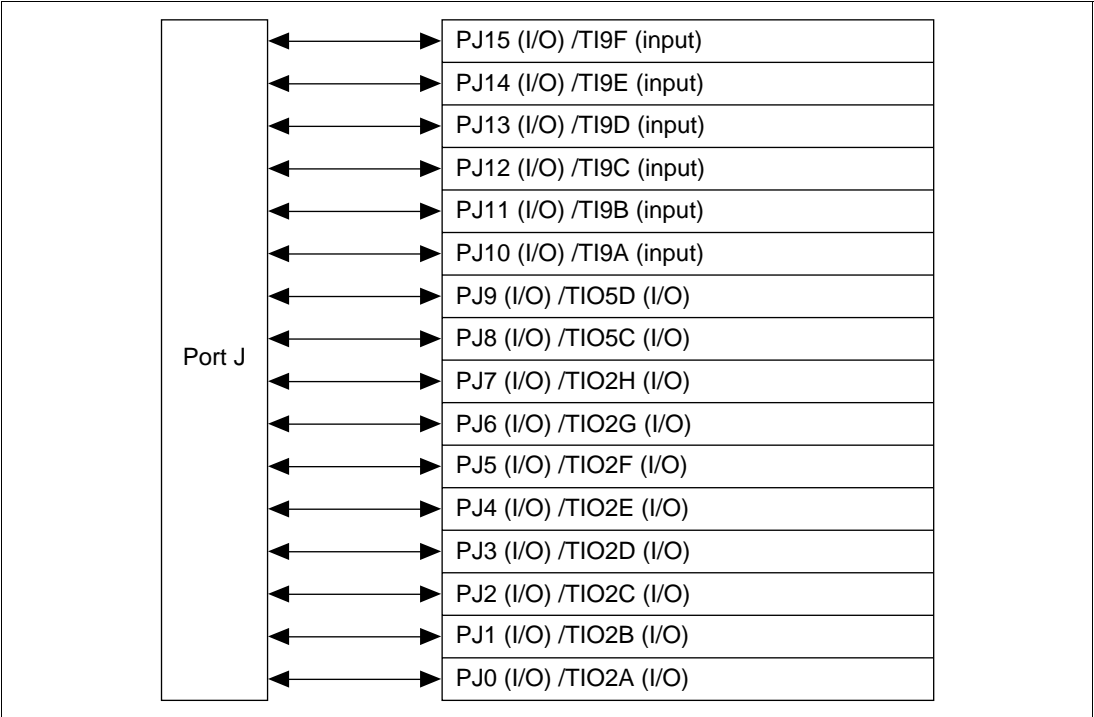 Port J
PJ15 (I/O) /TI9F (input)
PJ14 (I/O) /TI9E (input)
PJ13 (I/O) /TI9D (input)
PJ12 (I/O) /TI9C (input)
PJ11 (I/O) /TI9B (input)
PJ10 (I/O) /TI9A (input)
PJ9 (I/O) /TIO5D (I/O)
PJ8 (I/O) /TIO5C (I/O)
PJ7 (I/O) /TIO2H (I/O)
PJ6 (I/O) /TIO2G (I/O)
PJ5 (I/O) /TIO2F (I/O)
PJ4 (I/O) /TIO2E (I/O)
PJ3 (I/O) /TIO2D (I/O)
PJ2 (I/O) /TIO2C (I/O)
PJ1 (I/O) /TIO2B (I/O)
PJ0 (I/O) /TIO2A (I/O)